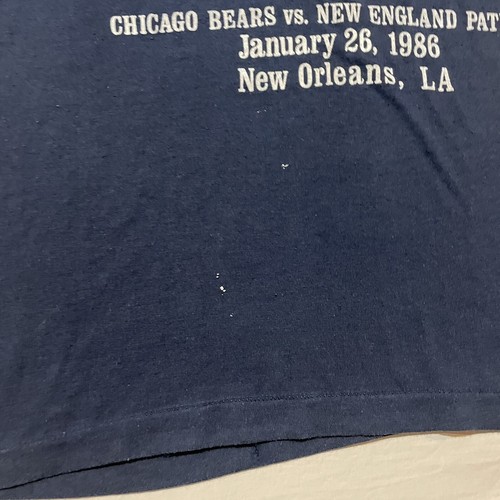 CHICAGO BEARS vs. NEW ENGLAND PAT
January 26, 1986
New Orleans, LA